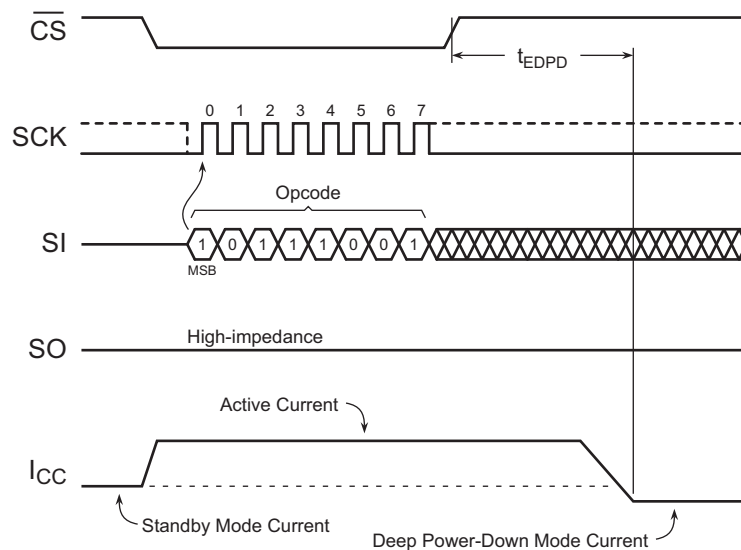 CS
tEDPD
0 1 2 3 4 5 6 7
SCK
Opcode
SI
1 0 1 1 1 0 0 1
MSB
High-impedance
SO
Active Current
ICC
Standby Mode Current
Deep Power-Down Mode Current